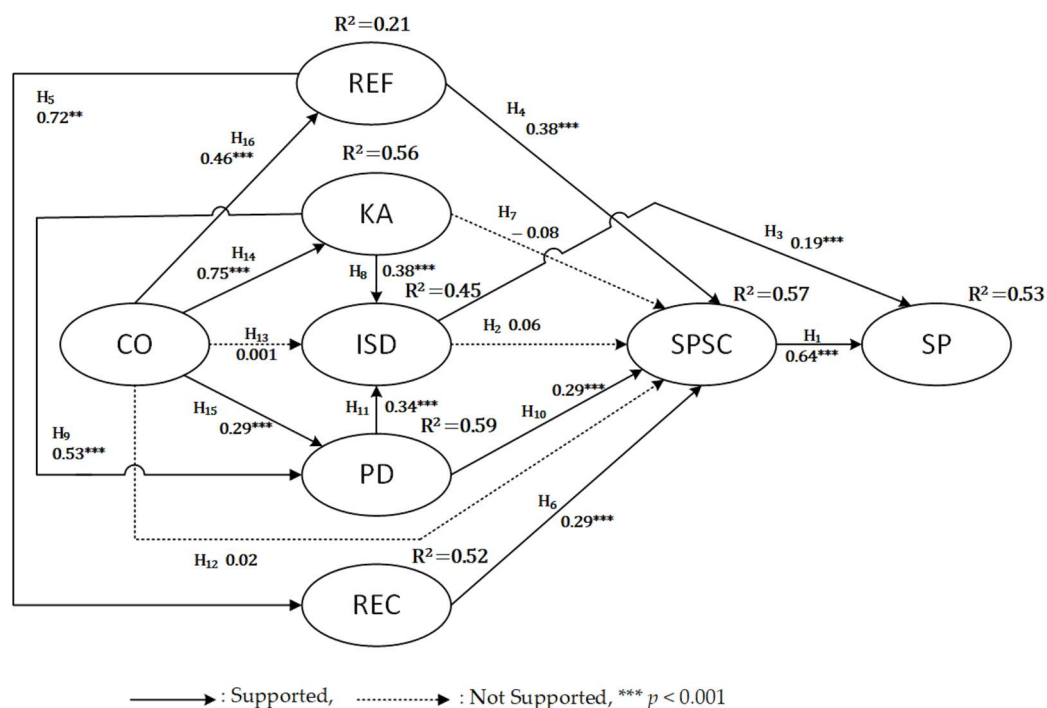 R²=0.21
REF
H₅
0.72**
H₄
0.38***
H₁₆
0.46***
R²=0.56
KA
H₇
– 0.08
H₃
0.19***
H₁₄
0.75***
H₈ 0.38***
R²=0.45
R²=0.57
R²=0.53
CO
H₁₃
0.001
ISD
H₂ 0.06
SPSC
H₁
0.64***
SP
H₁₅
0.29***
H₁₁ 0.34***
R²=0.59
H₁₀
0.29***
H₉
0.53***
PD
H₆
0.29***
H₁₂ 0.02
R²=0.52
REC
: Supported, : Not Supported, *** p < 0.001